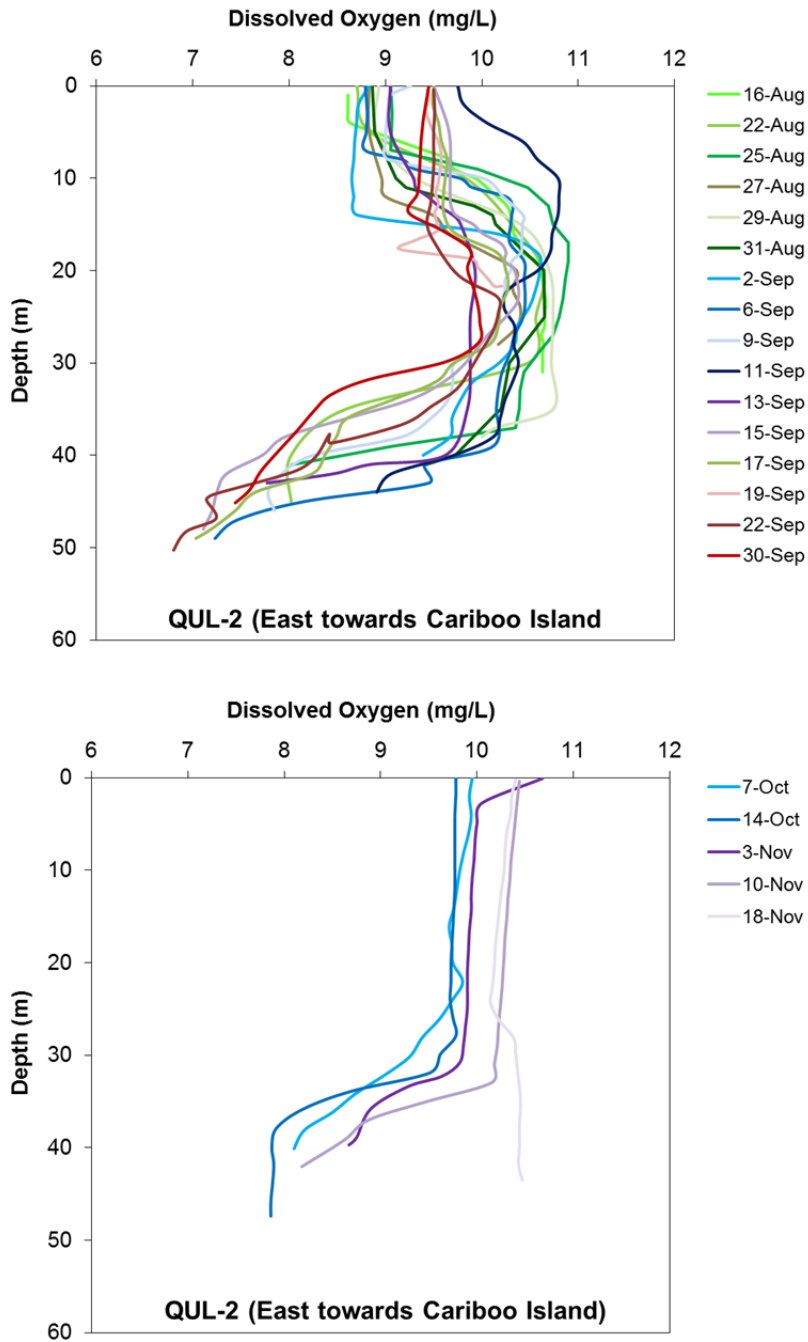 Dissolved Oxygen (mg/L)
6 7 8 9 10 11 12
0
10
20
30
40
50
60
Depth (m)
QUL-2 (East towards Cariboo Island
16-Aug
22-Aug
25-Aug
27-Aug
29-Aug
31-Aug
2-Sep
6-Sep
9-Sep
11-Sep
13-Sep
15-Sep
17-Sep
19-Sep
22-Sep
30-Sep
Dissolved Oxygen (mg/L)
6 7 8 9 10 11 12
0
10
20
30
40
50
60
Depth (m)
QUL-2 (East towards Cariboo Island)
7-Oct
14-Oct
3-Nov
10-Nov
18-Nov